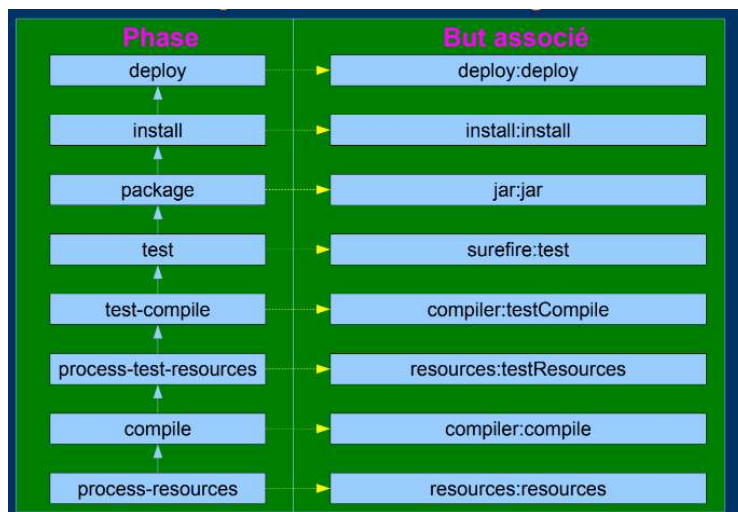 Phase But associé
deploy deploy:deploy
install install:install
package jar:jar
test surefire:test
test-compile compiler:testCompile
process-test-resources resources:testResources
compile compiler:compile
process-resources resources:resources